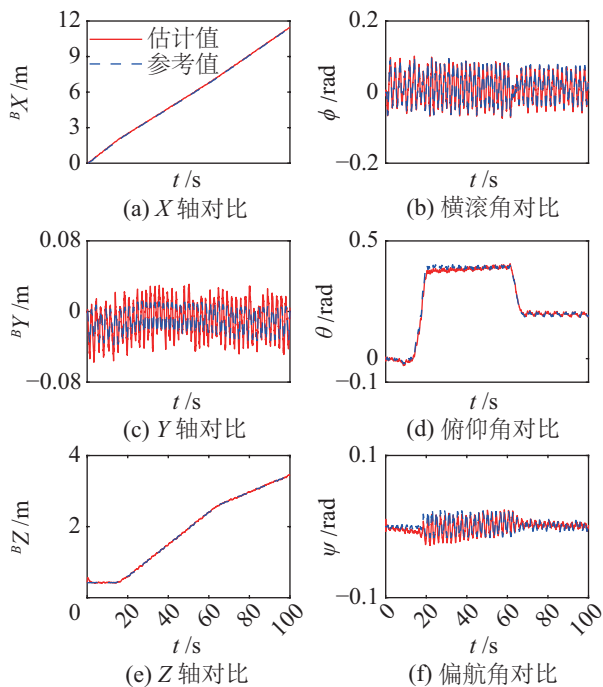 12
9
6
3
0
估计值
参考值
ᴮX /m
t /s
(a) X 轴对比
0.2
0
−0.2
ϕ /rad
t /s
(b) 横滚角对比
0.08
0
−0.08
ᴮY /m
t /s
(c) Y 轴对比
0.5
0
−0.1
θ /rad
t /s
(d) 俯仰角对比
4
2
0
ᴮZ /m
0 20 40 60 80 100
t /s
(e) Z 轴对比
0.1
−0.1
ψ /rad
0 20 40 60 80 100
t /s
(f) 偏航角对比